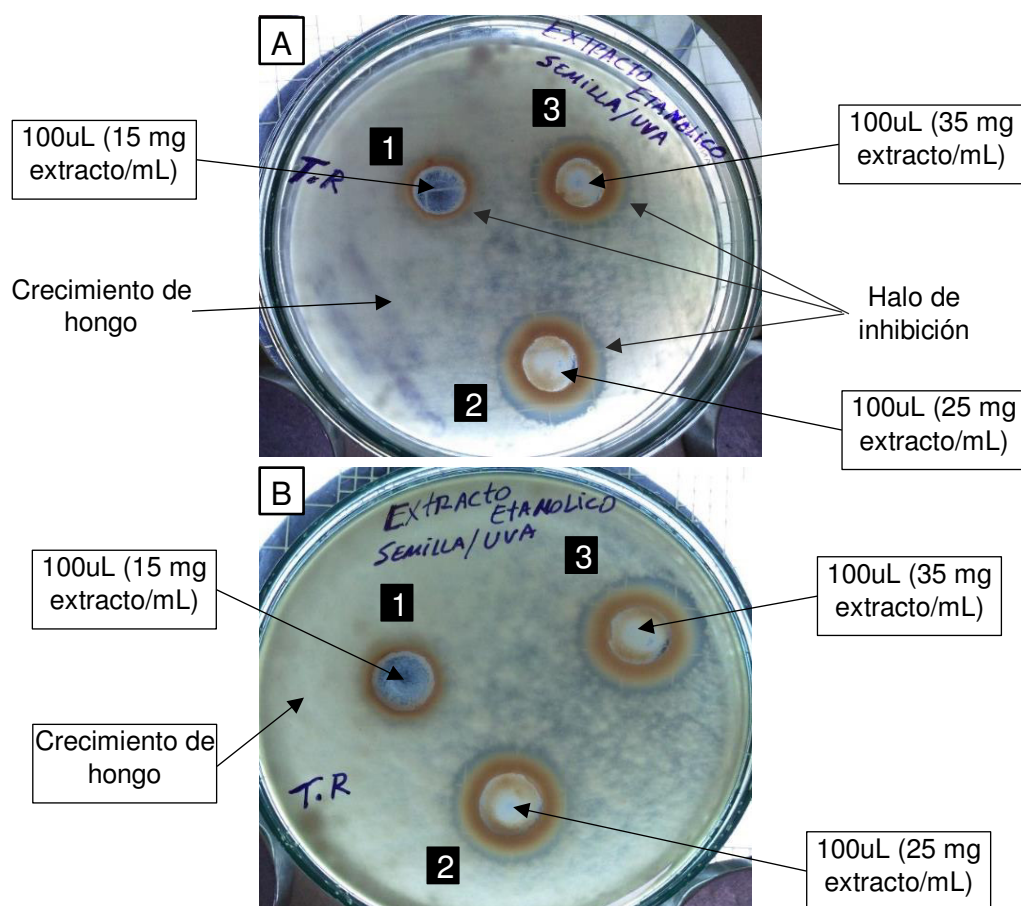 A
EXTRACTO
ETANOLICO
SEMILLA/UVA
3
100uL (15 mg
extracto/mL)
1
T.R
100uL (35 mg
extracto/mL)
Crecimiento de
hongo
Halo de
inhibición
2
100uL (25 mg
extracto/mL)
B
EXTRACTO
ETANOLICO
SEMILLA/UVA
3
100uL (15 mg
extracto/mL)
1
100uL (35 mg
extracto/mL)
Crecimiento de
hongo
T.R
2
100uL (25 mg
extracto/mL)